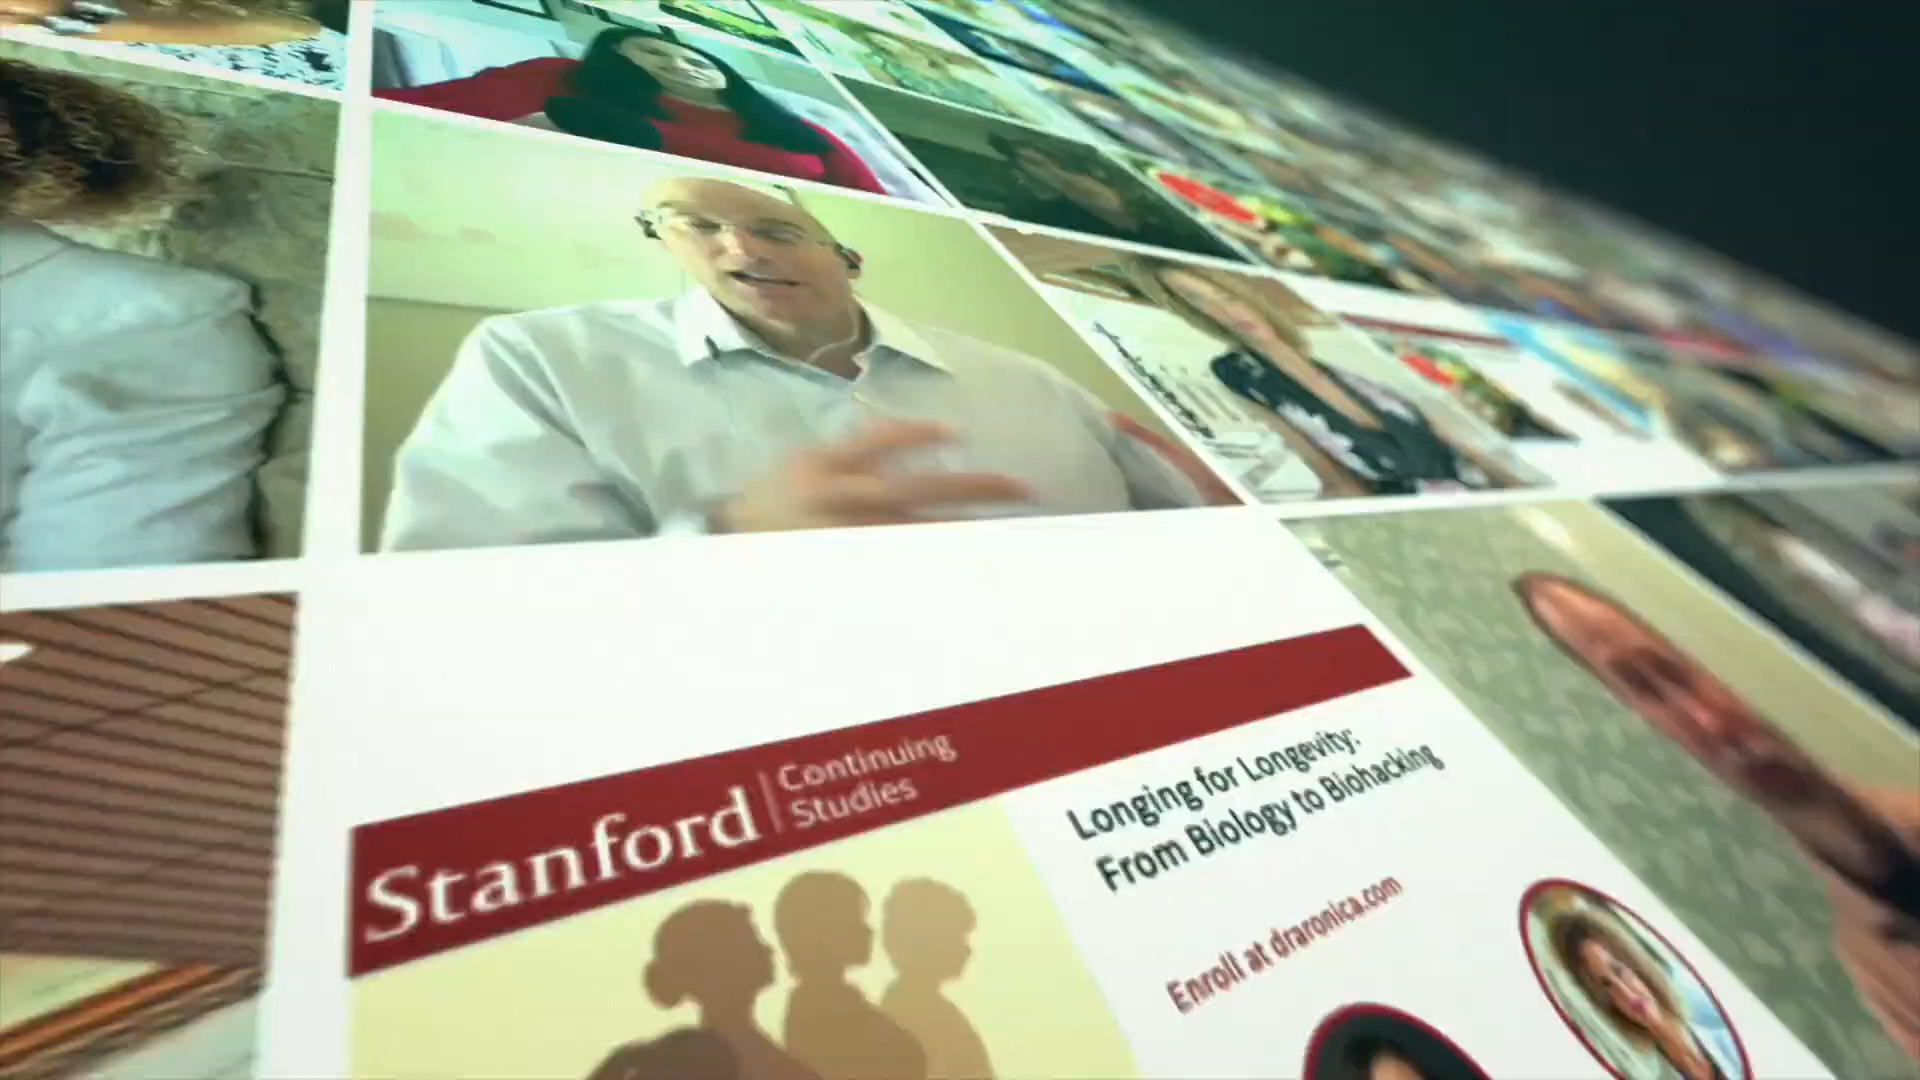 Stanford
Continuing
Studies
Longing for Longevity:
From Biology to Biohacking
Enroll at draronica.com